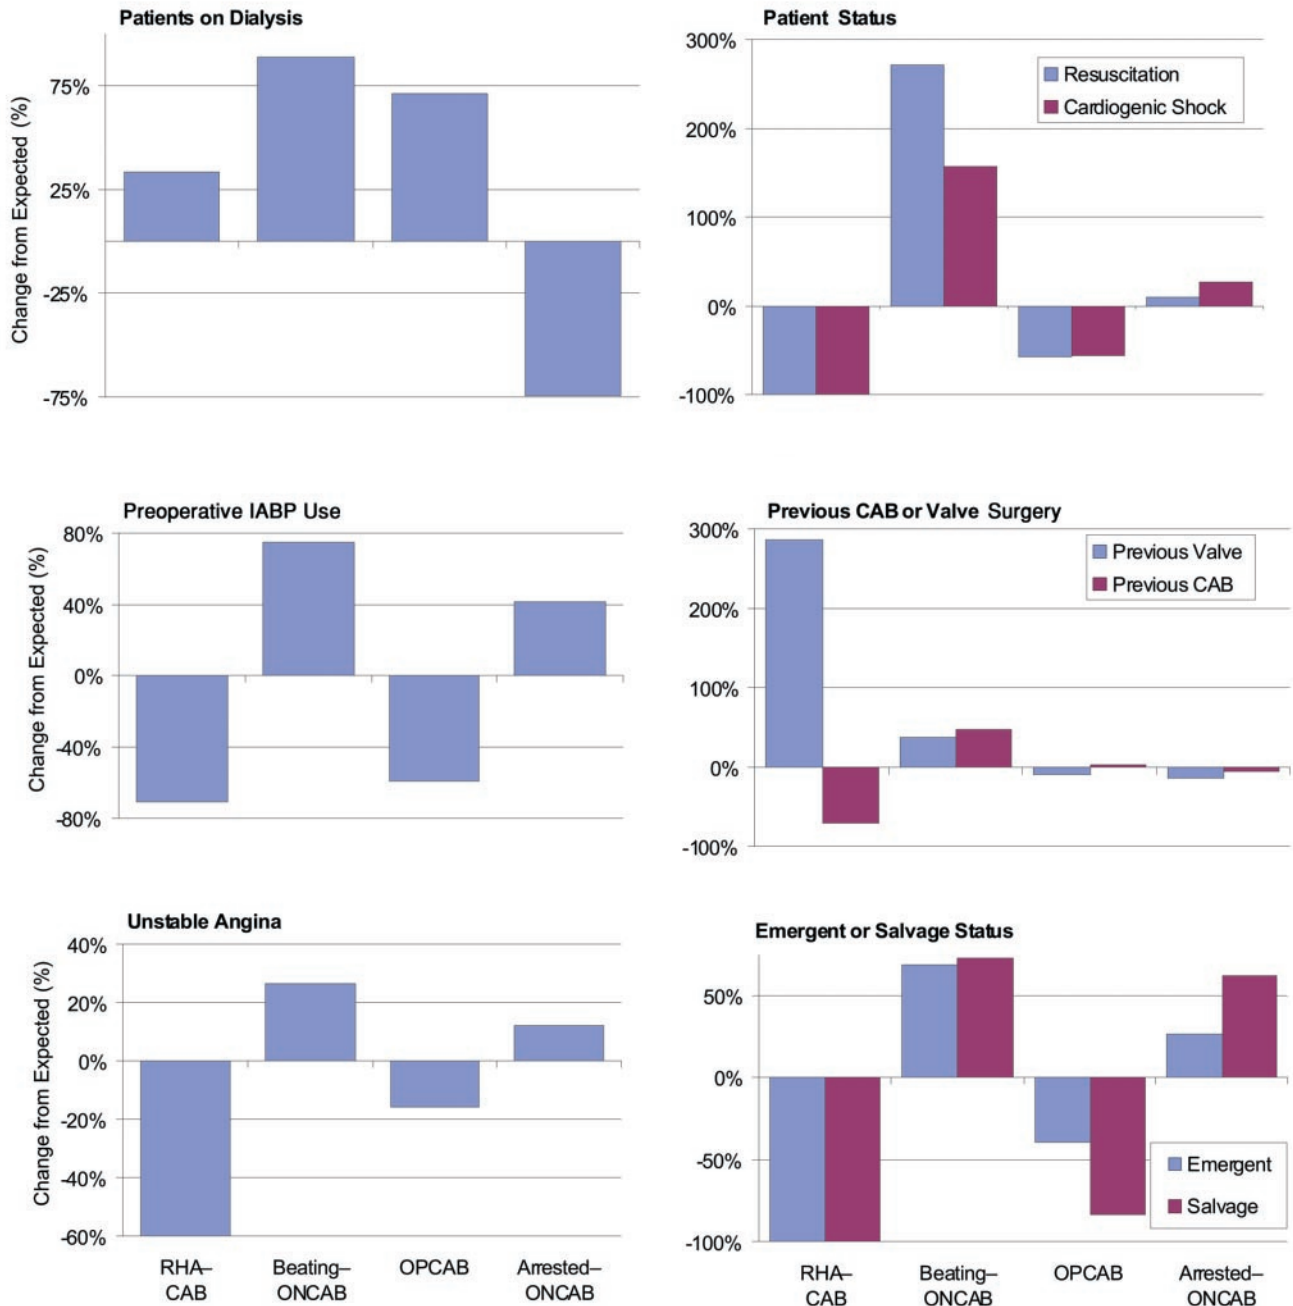 Patients on Dialysis
Change from Expected (%)
75%
25%
-25%
-75%
Patient Status
300%
200%
100%
0%
-100%
Resuscitation
Cardiogenic Shock
Preoperative IABP Use
Change from Expected (%)
80%
40%
0%
-40%
-80%
Previous CAB or Valve Surgery
300%
200%
100%
0%
-100%
Previous Valve
Previous CAB
Unstable Angina
Change from Expected (%)
40%
20%
0%
-20%
-40%
-60%
RHA–
CAB
Beating–
ONCAB
OPCAB
Arrested–
ONCAB
Emergent or Salvage Status
50%
0%
-50%
-100%
Emergent
Salvage
RHA–
CAB
Beating–
ONCAB
OPCAB
Arrested–
ONCAB